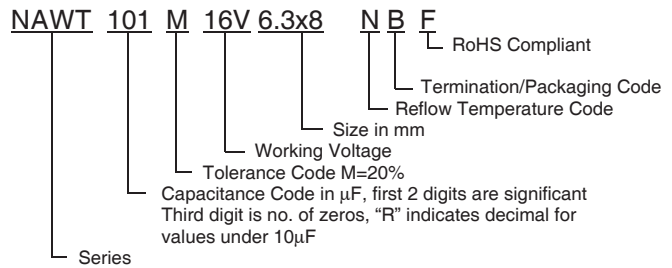 NAWT 101 M 16V 6.3x8 N B F
RoHS Compliant
Termination/Packaging Code
Reflow Temperature Code
Size in mm
Working Voltage
Tolerance Code M=20%
Capacitance Code in μF, first 2 digits are significant
Third digit is no. of zeros, “R” indicates decimal for
values under 10μF
Series